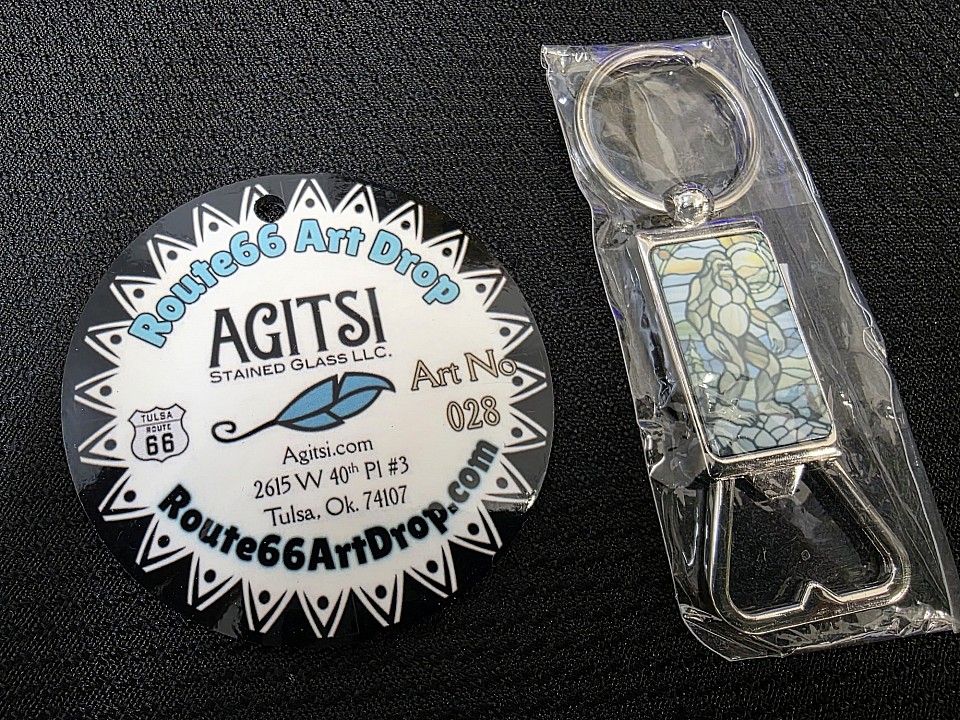 Route66 Art Drop
AGITSI
STAINED GLASS LLC.
Art No
028
TULSA
ROUTE
66
Agitsi.com
2615 W 40th Pl #3
Tulsa, Ok. 74107
Route66ArtDrop.com